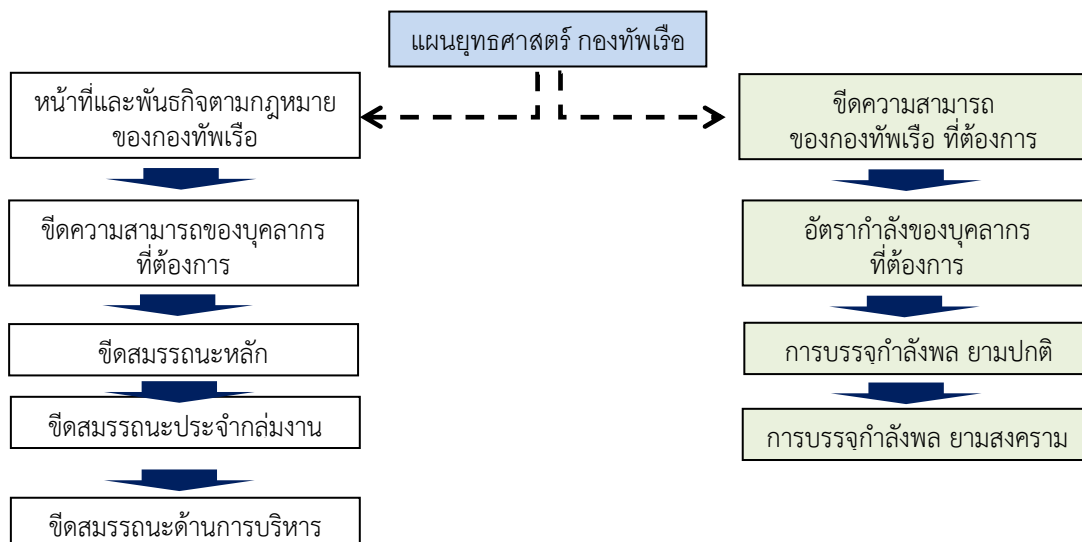 แผนยุทธศาสตร์ กองทัพเรือ
หน้าที่และพันธกิจตามกฎหมาย
ของกองทัพเรือ
ขีดความสามารถของบุคลากร
ที่ต้องการ
ขีดสมรรถนะหลัก
ขีดสมรรถนะประจำกล่มงาน
ขีดสมรรถนะด้านการบริหาร
ขีดความสามารถ
ของกองทัพเรือ ที่ต้องการ
อัตรากำลังของบุคลากร
ที่ต้องการ
การบรรจุกำลังพล ยามปกติ
การบรรจุกำลังพล ยามสงคราม